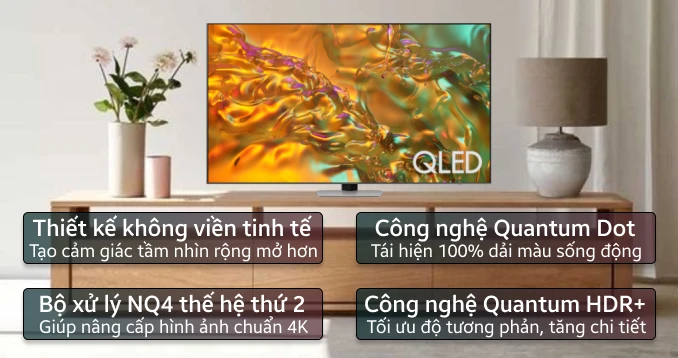 QLED
Thiết kế không viền tinh tế
Tạo cảm giác tầm nhìn rộng mở hơn
Công nghệ Quantum Dot
Tái hiện 100% dải màu sống động
Bộ xử lý NQ4 thế hệ thứ 2
Giúp nâng cấp hình ảnh chuẩn 4K
Công nghệ Quantum HDR+
Tối ưu độ tương phản, tăng chi tiết